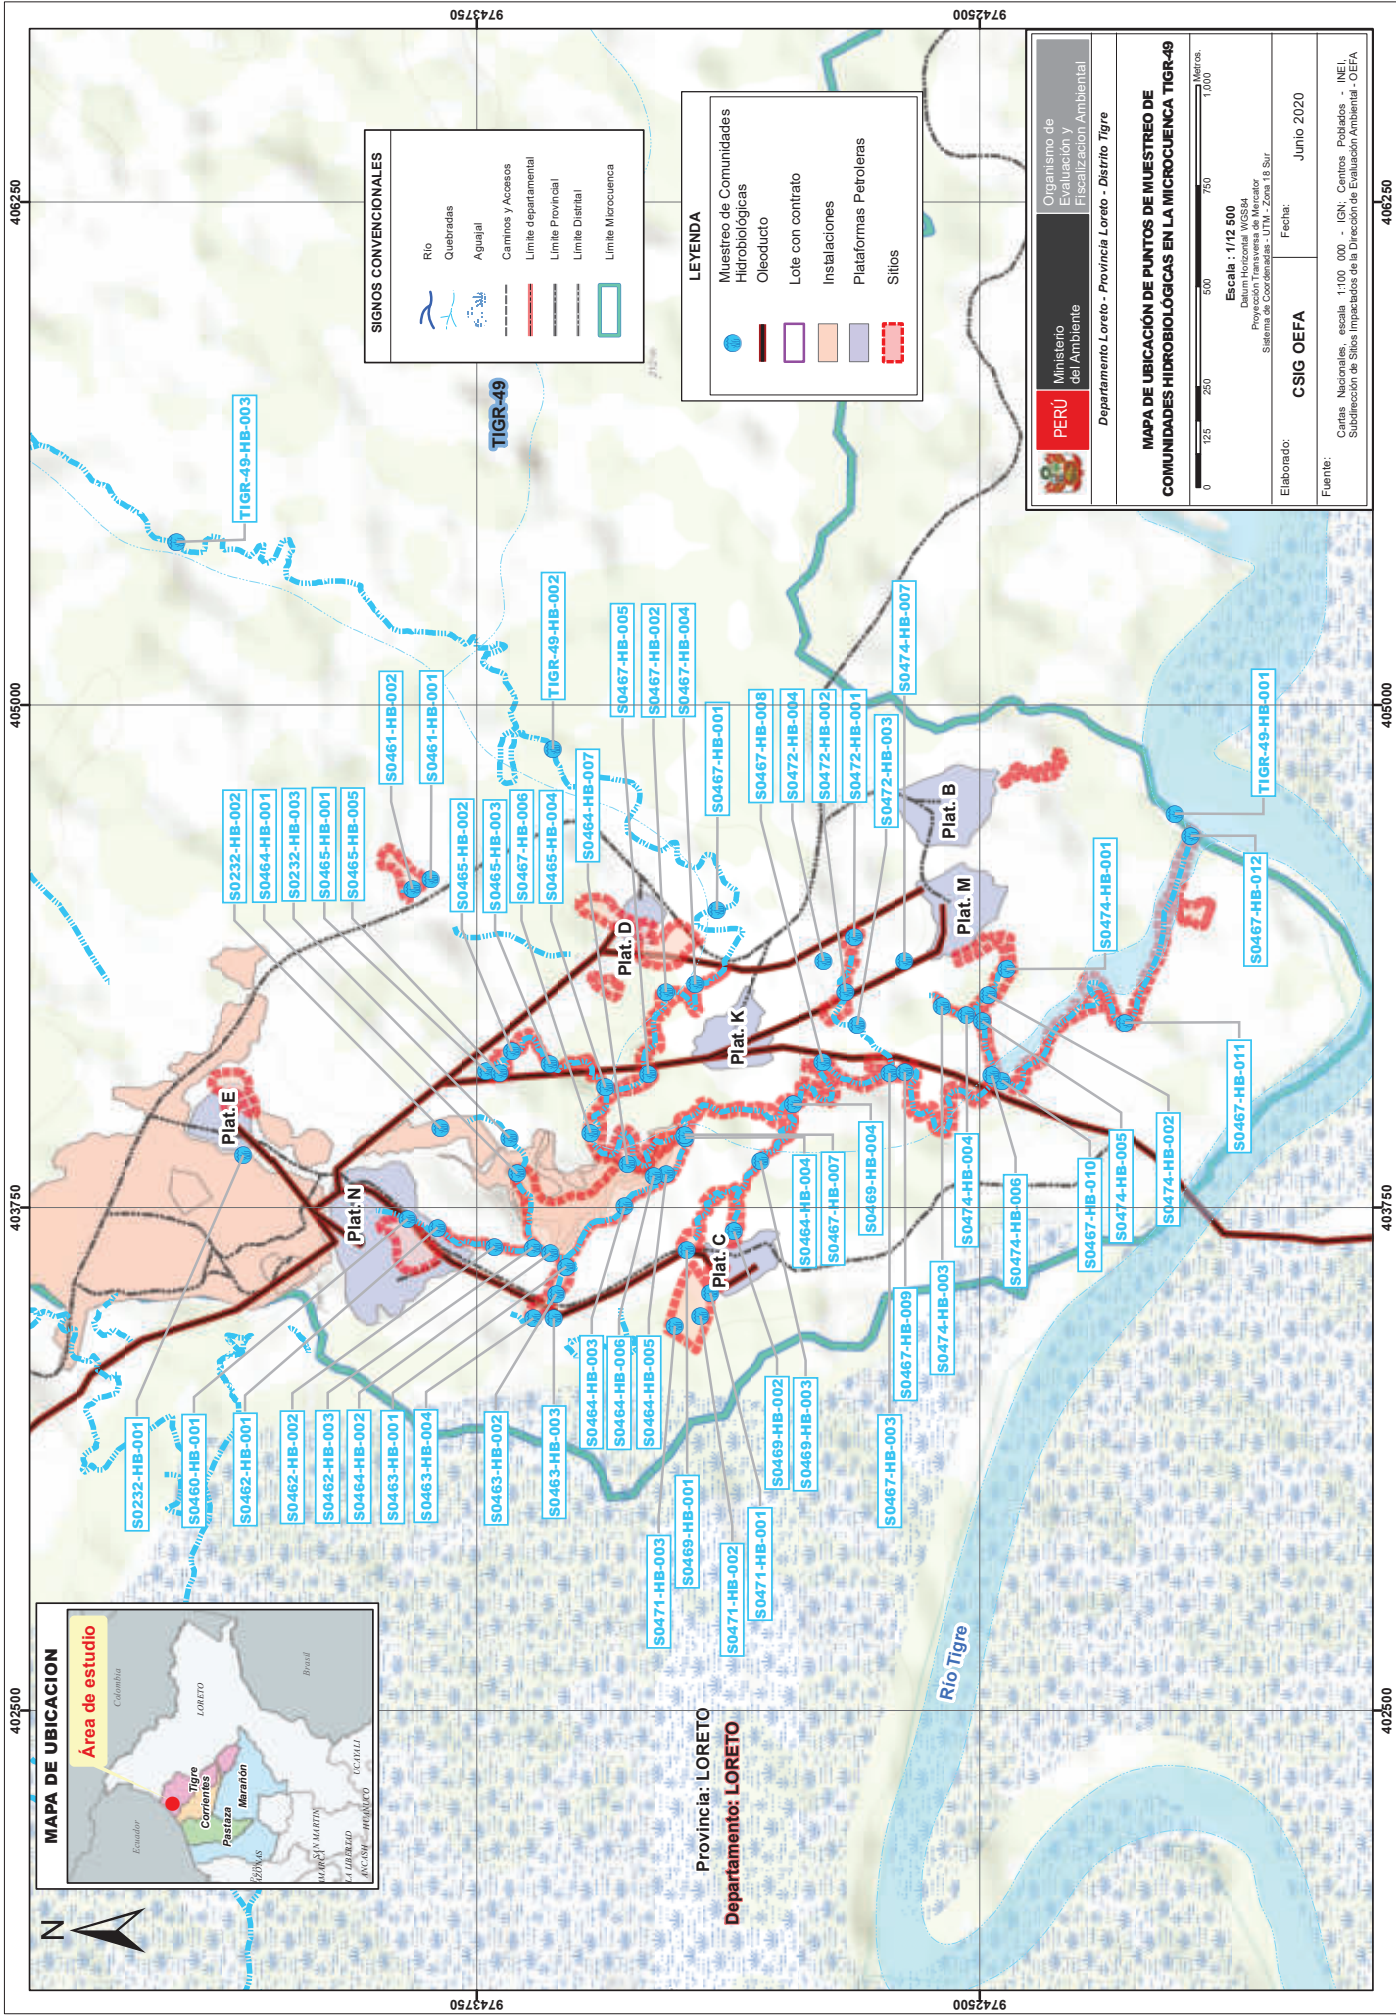 MAPA DE UBICACION
Área de estudio
Colombia
Ecuador
Brasil
LORETO
Tigre
Corrientes
Pastaza
Marañón
UCAYALI
SAN MARTIN
LA LIBERTAD
ANCASH
HUANUCO
N
402500
403750
405000
406250
9743750
9742500
Provincia: LORETO
Departamento: LORETO
Río Tigre
TIGR-49
Plat. E
Plat. N
Plat. D
Plat. K
Plat. C
Plat. M
Plat. B
S0232-HB-001
S0460-HB-001
S0462-HB-001
S0462-HB-002
S0462-HB-003
S0464-HB-002
S0463-HB-001
S0463-HB-004
S0463-HB-002
S0463-HB-003
S0464-HB-003
S0464-HB-006
S0464-HB-005
S0471-HB-003
S0469-HB-001
S0471-HB-002
S0471-HB-001
S0469-HB-002
S0469-HB-003
S0467-HB-003
S0467-HB-009
S0474-HB-003
S0464-HB-004
S0467-HB-007
S0469-HB-004
S0474-HB-004
S0474-HB-006
S0467-HB-010
S0474-HB-005
S0474-HB-002
S0467-HB-011
S0232-HB-002
S0464-HB-001
S0232-HB-003
S0465-HB-001
S0465-HB-005
S0461-HB-002
S0461-HB-001
S0465-HB-002
S0465-HB-003
S0467-HB-006
S0465-HB-004
S0464-HB-007
TIGR-49-HB-003
TIGR-49-HB-002
S0467-HB-005
S0467-HB-002
S0467-HB-004
S0467-HB-001
S0467-HB-008
S0472-HB-004
S0472-HB-002
S0472-HB-001
S0472-HB-003
S0474-HB-007
S0474-HB-001
S0467-HB-012
TIGR-49-HB-001
SIGNOS CONVENCIONALES
Río
Quebradas
Aguajal
Caminos y Accesos
Límite departamental
Límite Provincial
Límite Distrital
Límite Microcuenca
LEYENDA
Muestreo de Comunidades
Hidrobiológicas
Oleoducto
Lote con contrato
Instalaciones
Plataformas Petroleras
Sitios
PERÚ
Ministerio
del Ambiente
Organismo de
Evaluación y
Fiscalización Ambiental
Departamento Loreto - Provincia Loreto - Distrito Tigre
MAPA DE UBICACIÓN DE PUNTOS DE MUESTREO DE
COMUNIDADES HIDROBIOLÓGICAS EN LA MICROCUENCA TIGR-49
0 125 250 500 750 1,000
Metros.
Escala : 1/12 500
Datum Horizontal WGS84
Proyección Transversa de Mercator
Sistema de Coordenadas - UTM - Zona 18 Sur
Elaborado:
CSIG OEFA
Fecha:
Junio 2020
Fuente:
Cartas Nacionales, escala 1:100 000 - IGN; Centros Poblados - INEI,
Subdirección de Sitios Impactados de la Dirección de Evaluación Ambiental - OEFA
402500
403750
405000
406250
9743750
9742500